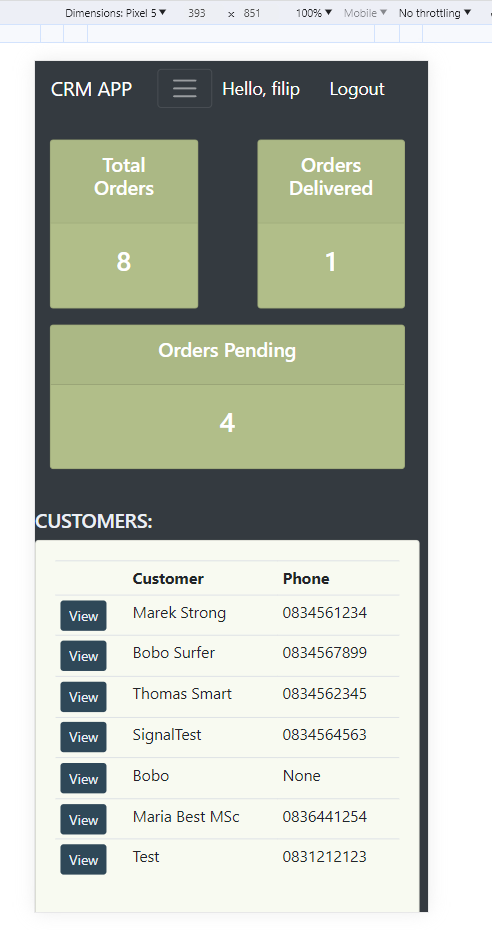 Dimensions: Pixel 5 ▼ 393 x 851 100% ▼ Mobile ▼ No throttling ▼
CRM APP Hello, filip Logout
Total
Orders
8
Orders
Delivered
1
Orders Pending
4
CUSTOMERS:
Customer Phone
View Marek Strong 0834561234
View Bobo Surfer 0834567899
View Thomas Smart 0834562345
View SignalTest 0834564563
View Bobo None
View Maria Best MSc 0836441254
View Test 0831212123